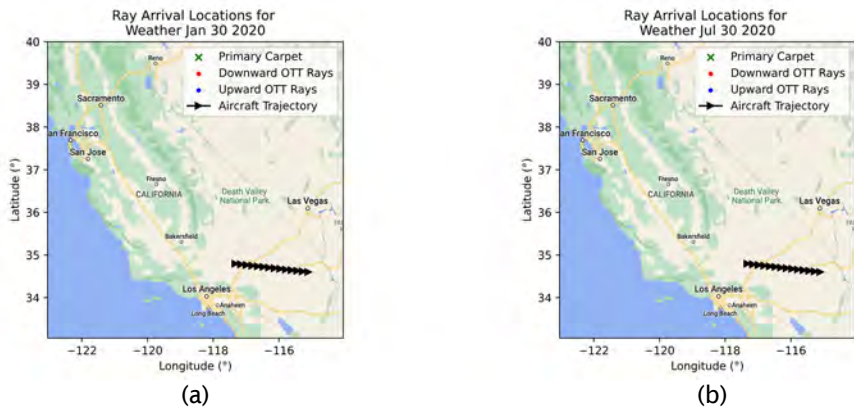 Ray Arrival Locations for
Weather Jan 30 2020
40
39
38
37
36
35
34
Latitude (°)
Primary Carpet
Downward OTT Rays
Upward OTT Rays
Aircraft Trajectory
Reno
Sacramento
an Francisco
San Jose
Fresno
CALIFORNIA
Death Valley
National Park
Las Vegas
Bakersfield
Los Angeles
Anaheim
Long Beach
−122 −120 −118 −116
Longitude (°)
(a)
Ray Arrival Locations for
Weather Jul 30 2020
40
39
38
37
36
35
34
Latitude (°)
Primary Carpet
Downward OTT Rays
Upward OTT Rays
Aircraft Trajectory
Reno
Sacramento
an Francisco
San Jose
Fresno
CALIFORNIA
Death Valley
National Park
Las Vegas
Bakersfield
Los Angeles
Anaheim
Long Beach
−122 −120 −118 −116
Longitude (°)
(b)